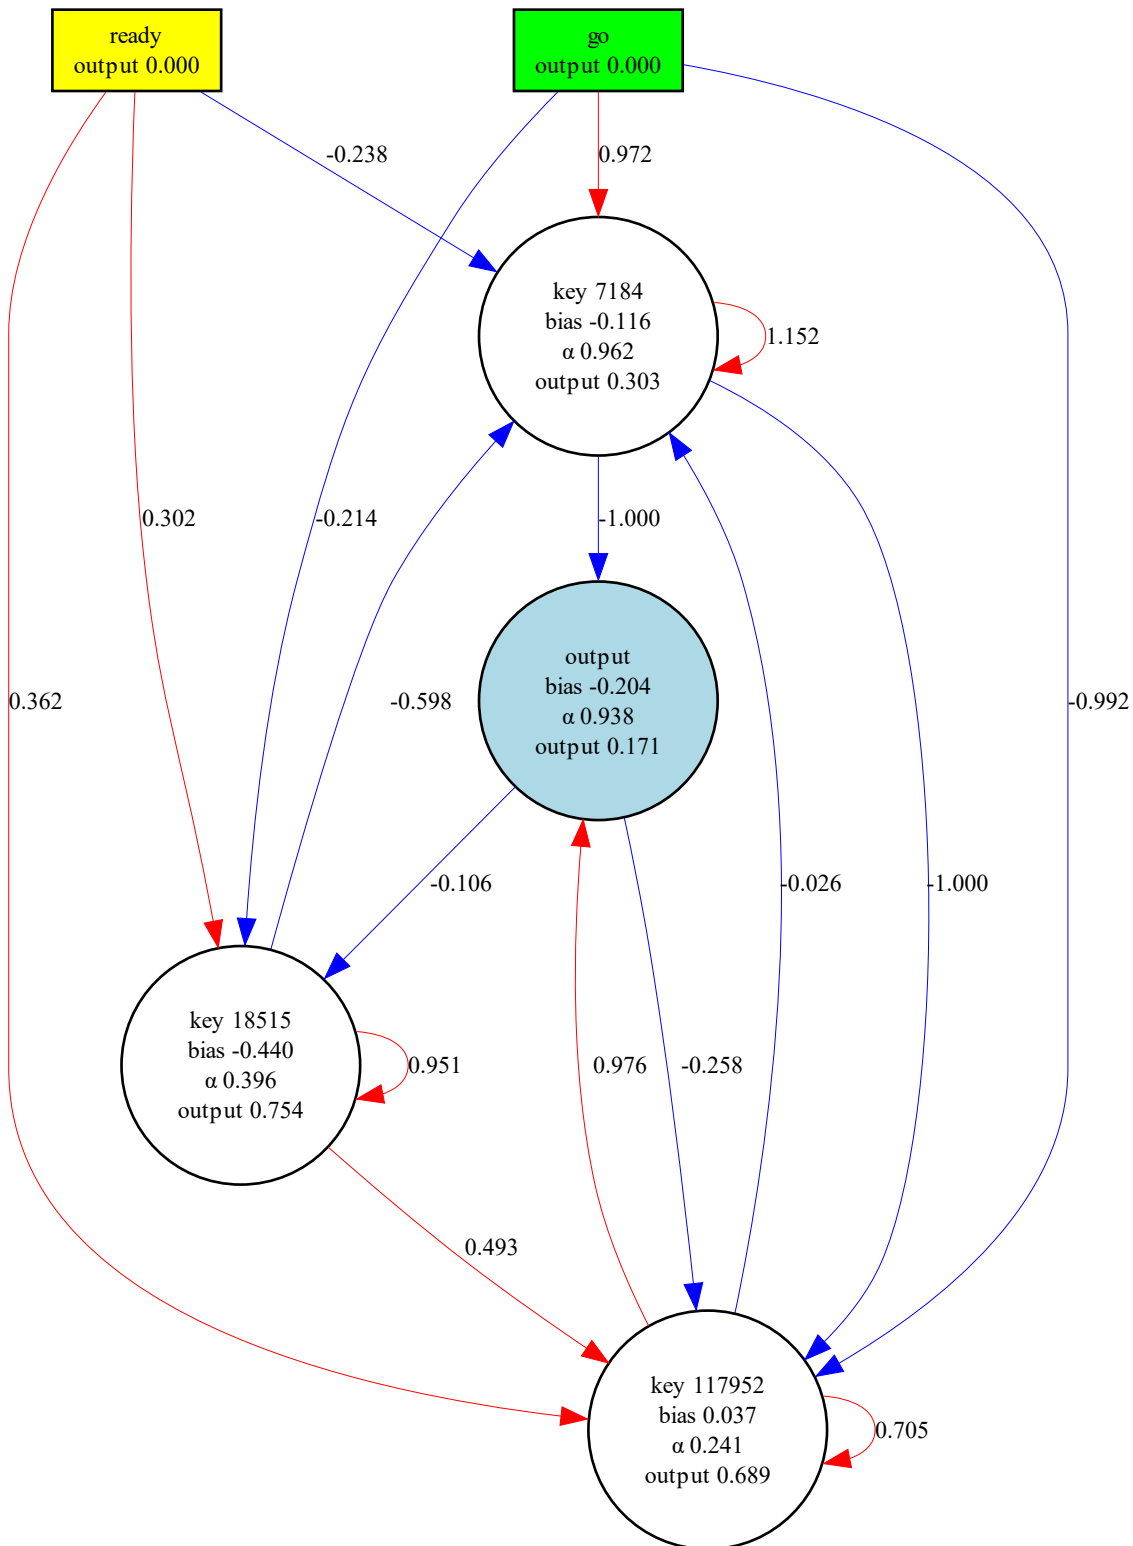 ready
output 0.000
go
output 0.000
-0.238
0.972
key 7184
bias -0.116
α 0.962
output 0.303
1.152
0.302
-0.214
-1.000
output
bias -0.204
α 0.938
output 0.171
0.362
-0.598
-0.992
-0.106
-0.026
-1.000
key 18515
bias -0.440
α 0.396
output 0.754
0.951
0.976
-0.258
0.493
key 117952
bias 0.037
α 0.241
output 0.689
0.705